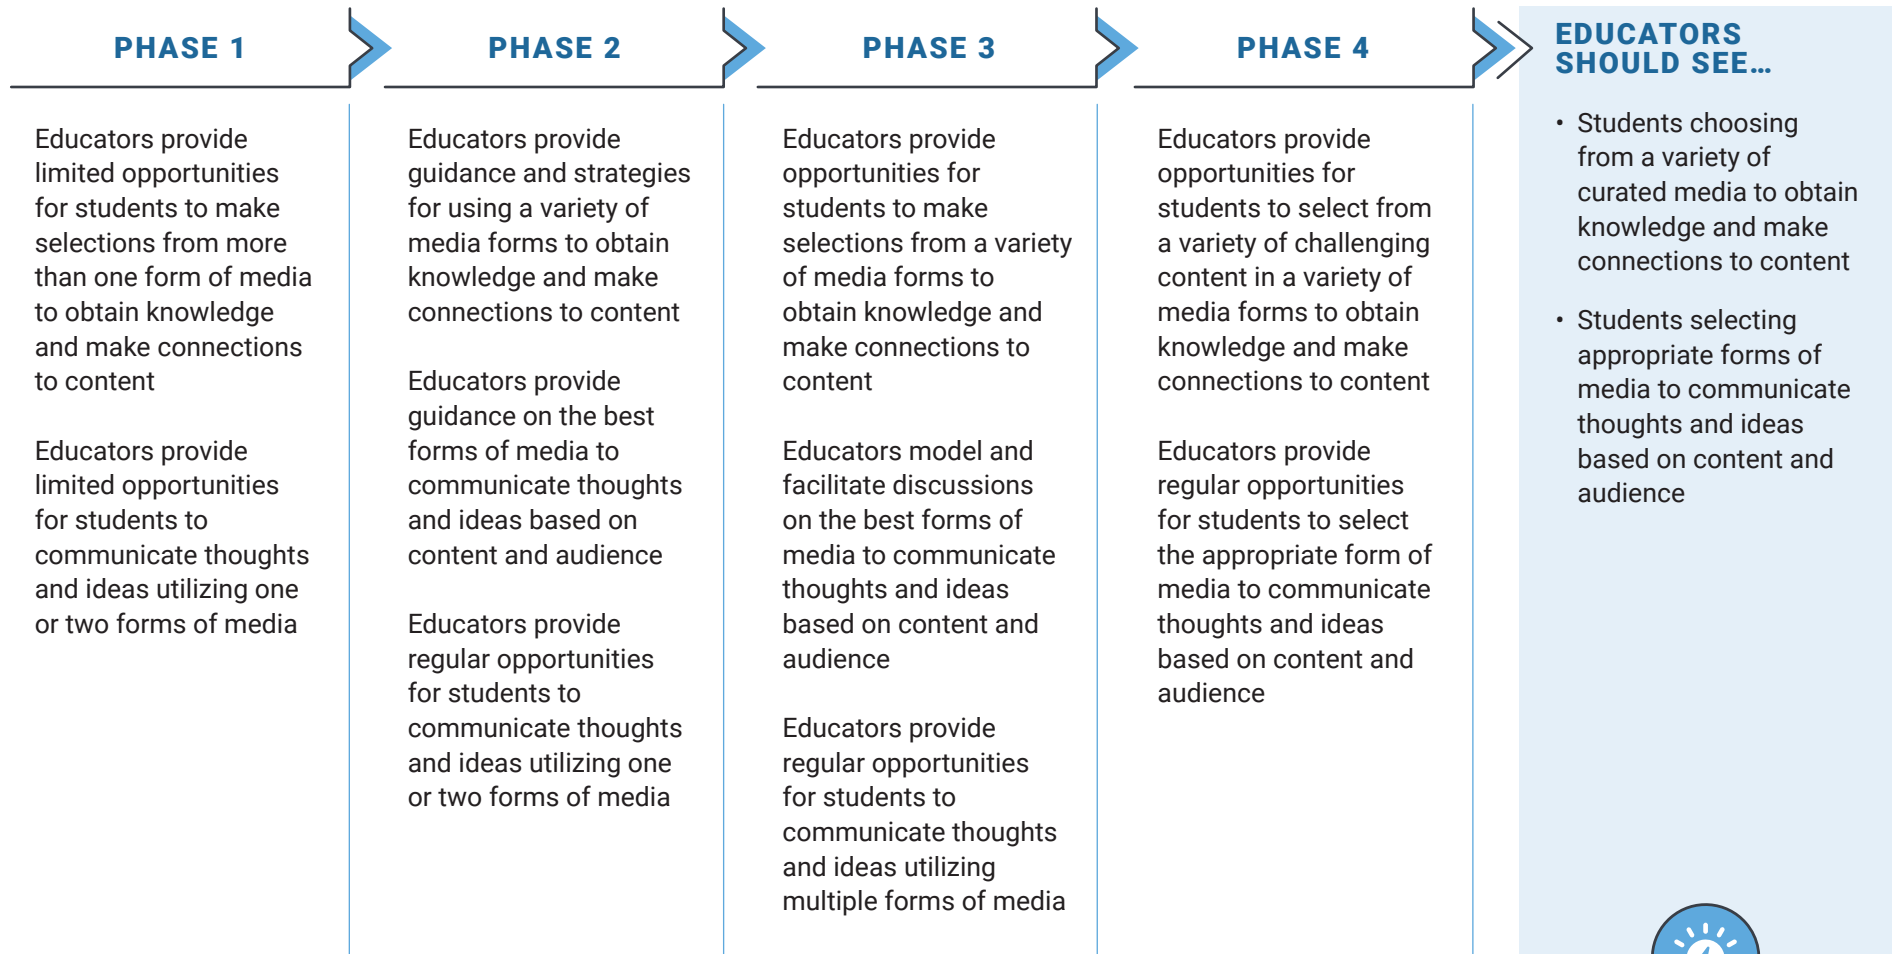 PHASE 1
Educators provide
limited opportunities
for students to make
selections from more
than one form of media
to obtain knowledge
and make connections
to content
Educators provide
limited opportunities
for students to
communicate thoughts
and ideas utilizing one
or two forms of media
PHASE 2
Educators provide
guidance and strategies
for using a variety of
media forms to obtain
knowledge and make
connections to content
Educators provide
guidance on the best
forms of media to
communicate thoughts
and ideas based on
content and audience
Educators provide
regular opportunities
for students to
communicate thoughts
and ideas utilizing one
or two forms of media
PHASE 3
Educators provide
opportunities for
students to make
selections from a variety
of media forms to
obtain knowledge and
make connections to
content
Educators model and
facilitate discussions
on the best forms of
media to communicate
thoughts and ideas
based on content and
audience
Educators provide
regular opportunities
for students to
communicate thoughts
and ideas utilizing
multiple forms of media
PHASE 4
Educators provide
opportunities for
students to select from
a variety of challenging
content in a variety of
media forms to obtain
knowledge and make
connections to content
Educators provide
regular opportunities
for students to select
the appropriate form of
media to communicate
thoughts and ideas
based on content and
audience
EDUCATORS
SHOULD SEE…
• Students choosing
from a variety of
curated media to obtain
knowledge and make
connections to content
• Students selecting
appropriate forms of
media to communicate
thoughts and ideas
based on content and
audience